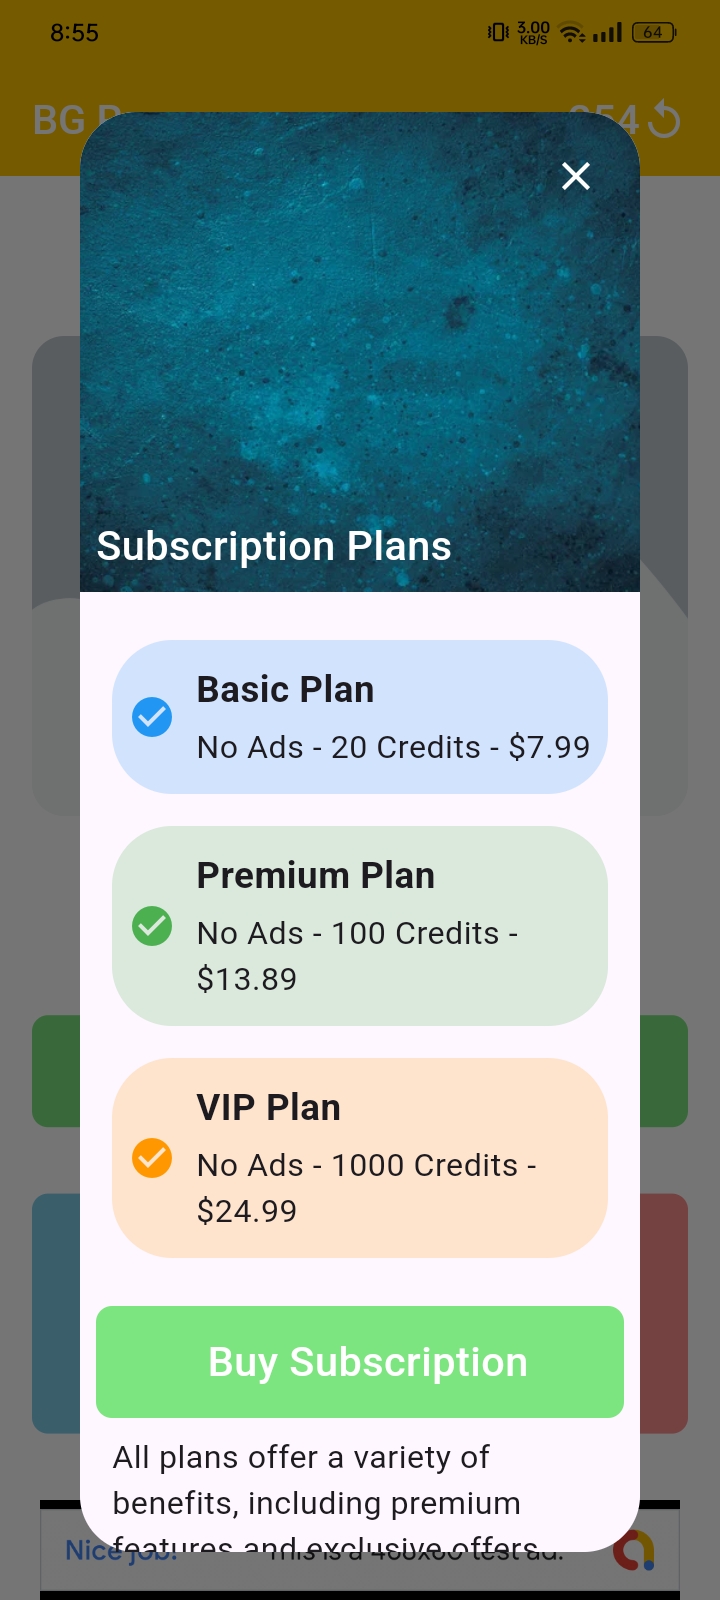 8:55
3.00
KB/S
64
BG
54
Subscription Plans
Basic Plan
No Ads - 20 Credits - $7.99
Premium Plan
No Ads - 100 Credits -
$13.89
VIP Plan
No Ads - 1000 Credits -
$24.99
Buy Subscription
All plans offer a variety of
benefits, including premium
features and exclusive offers.
Nice job! This is a 468x60 test ad.